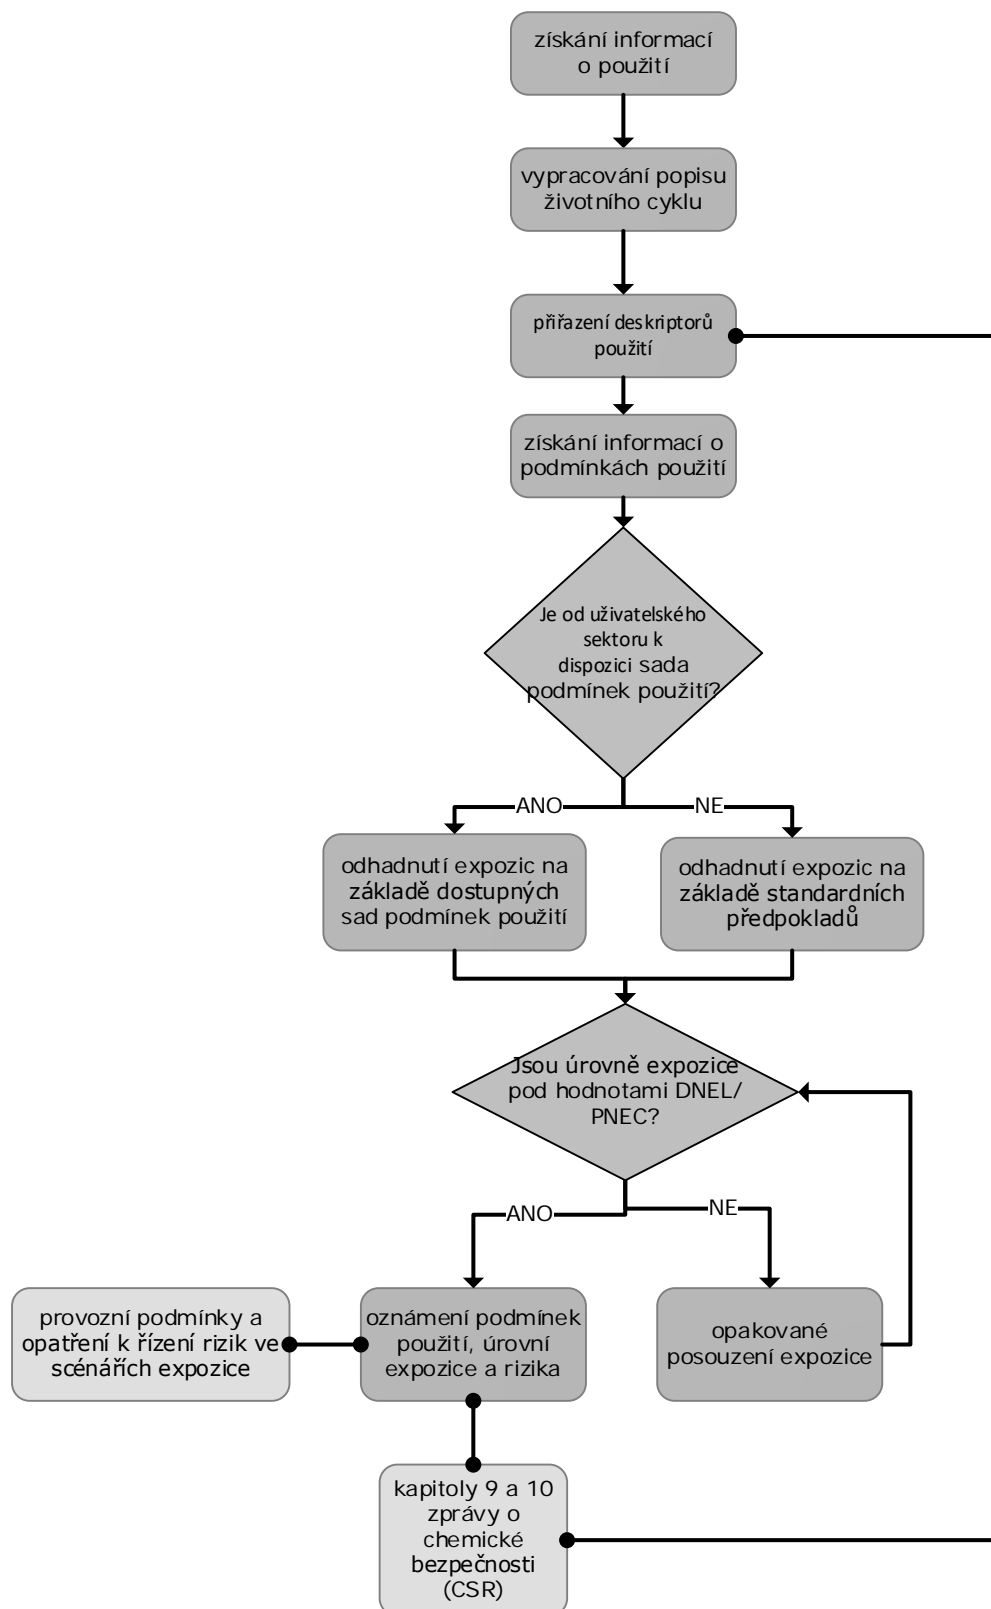 získání informací
o použití
vypracování popisu
životního cyklu
přiřazení deskriptorů
použití
získání informací o
podmínkách použití
Je od uživatelského
sektoru k
dispozici sada
podmínek použití?
ANO
NE
odhadnutí expozic na
základě dostupných
sad podmínek použití
odhadnutí expozic na
základě standardních
předpokladů
Jsou úrovně expozice
pod hodnotami DNEL/
PNEC?
ANO
NE
provozní podmínky a
opatření k řízení rizik ve
scénářích expozice
oznámení podmínek
použití, úrovní
expozice a rizika
opakované
posouzení expozice
kapitoly 9 a 10
zprávy o
chemické
bezpečnosti
(CSR)